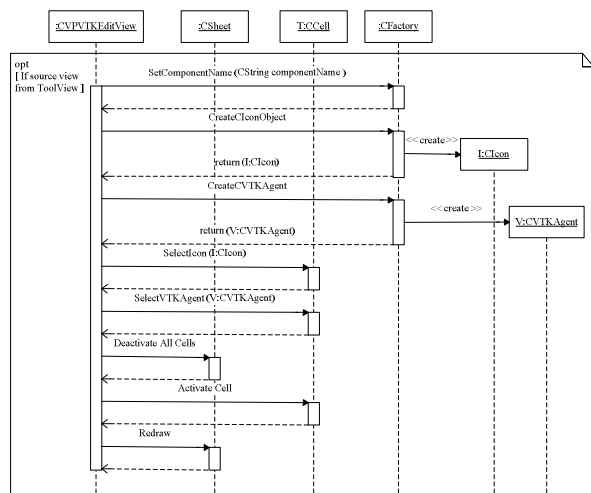 :CVPVTKEditView
:CSheet
T:CCell
:CFactory
opt
[ If source view
from ToolView ]
SetComponentName (CString componentName )
CreateCIconObject
<<create>>
I:CIcon
return (I:CIcon)
CreateCVTKAgent
<<create >>
V:CVTKAgent
return (V:CVTKAgent)
SelectIcon (I:CIcon)
SelectVTKAgent (V:CVTKAgent)
Deactivate All Cells
Activate Cell
Redraw